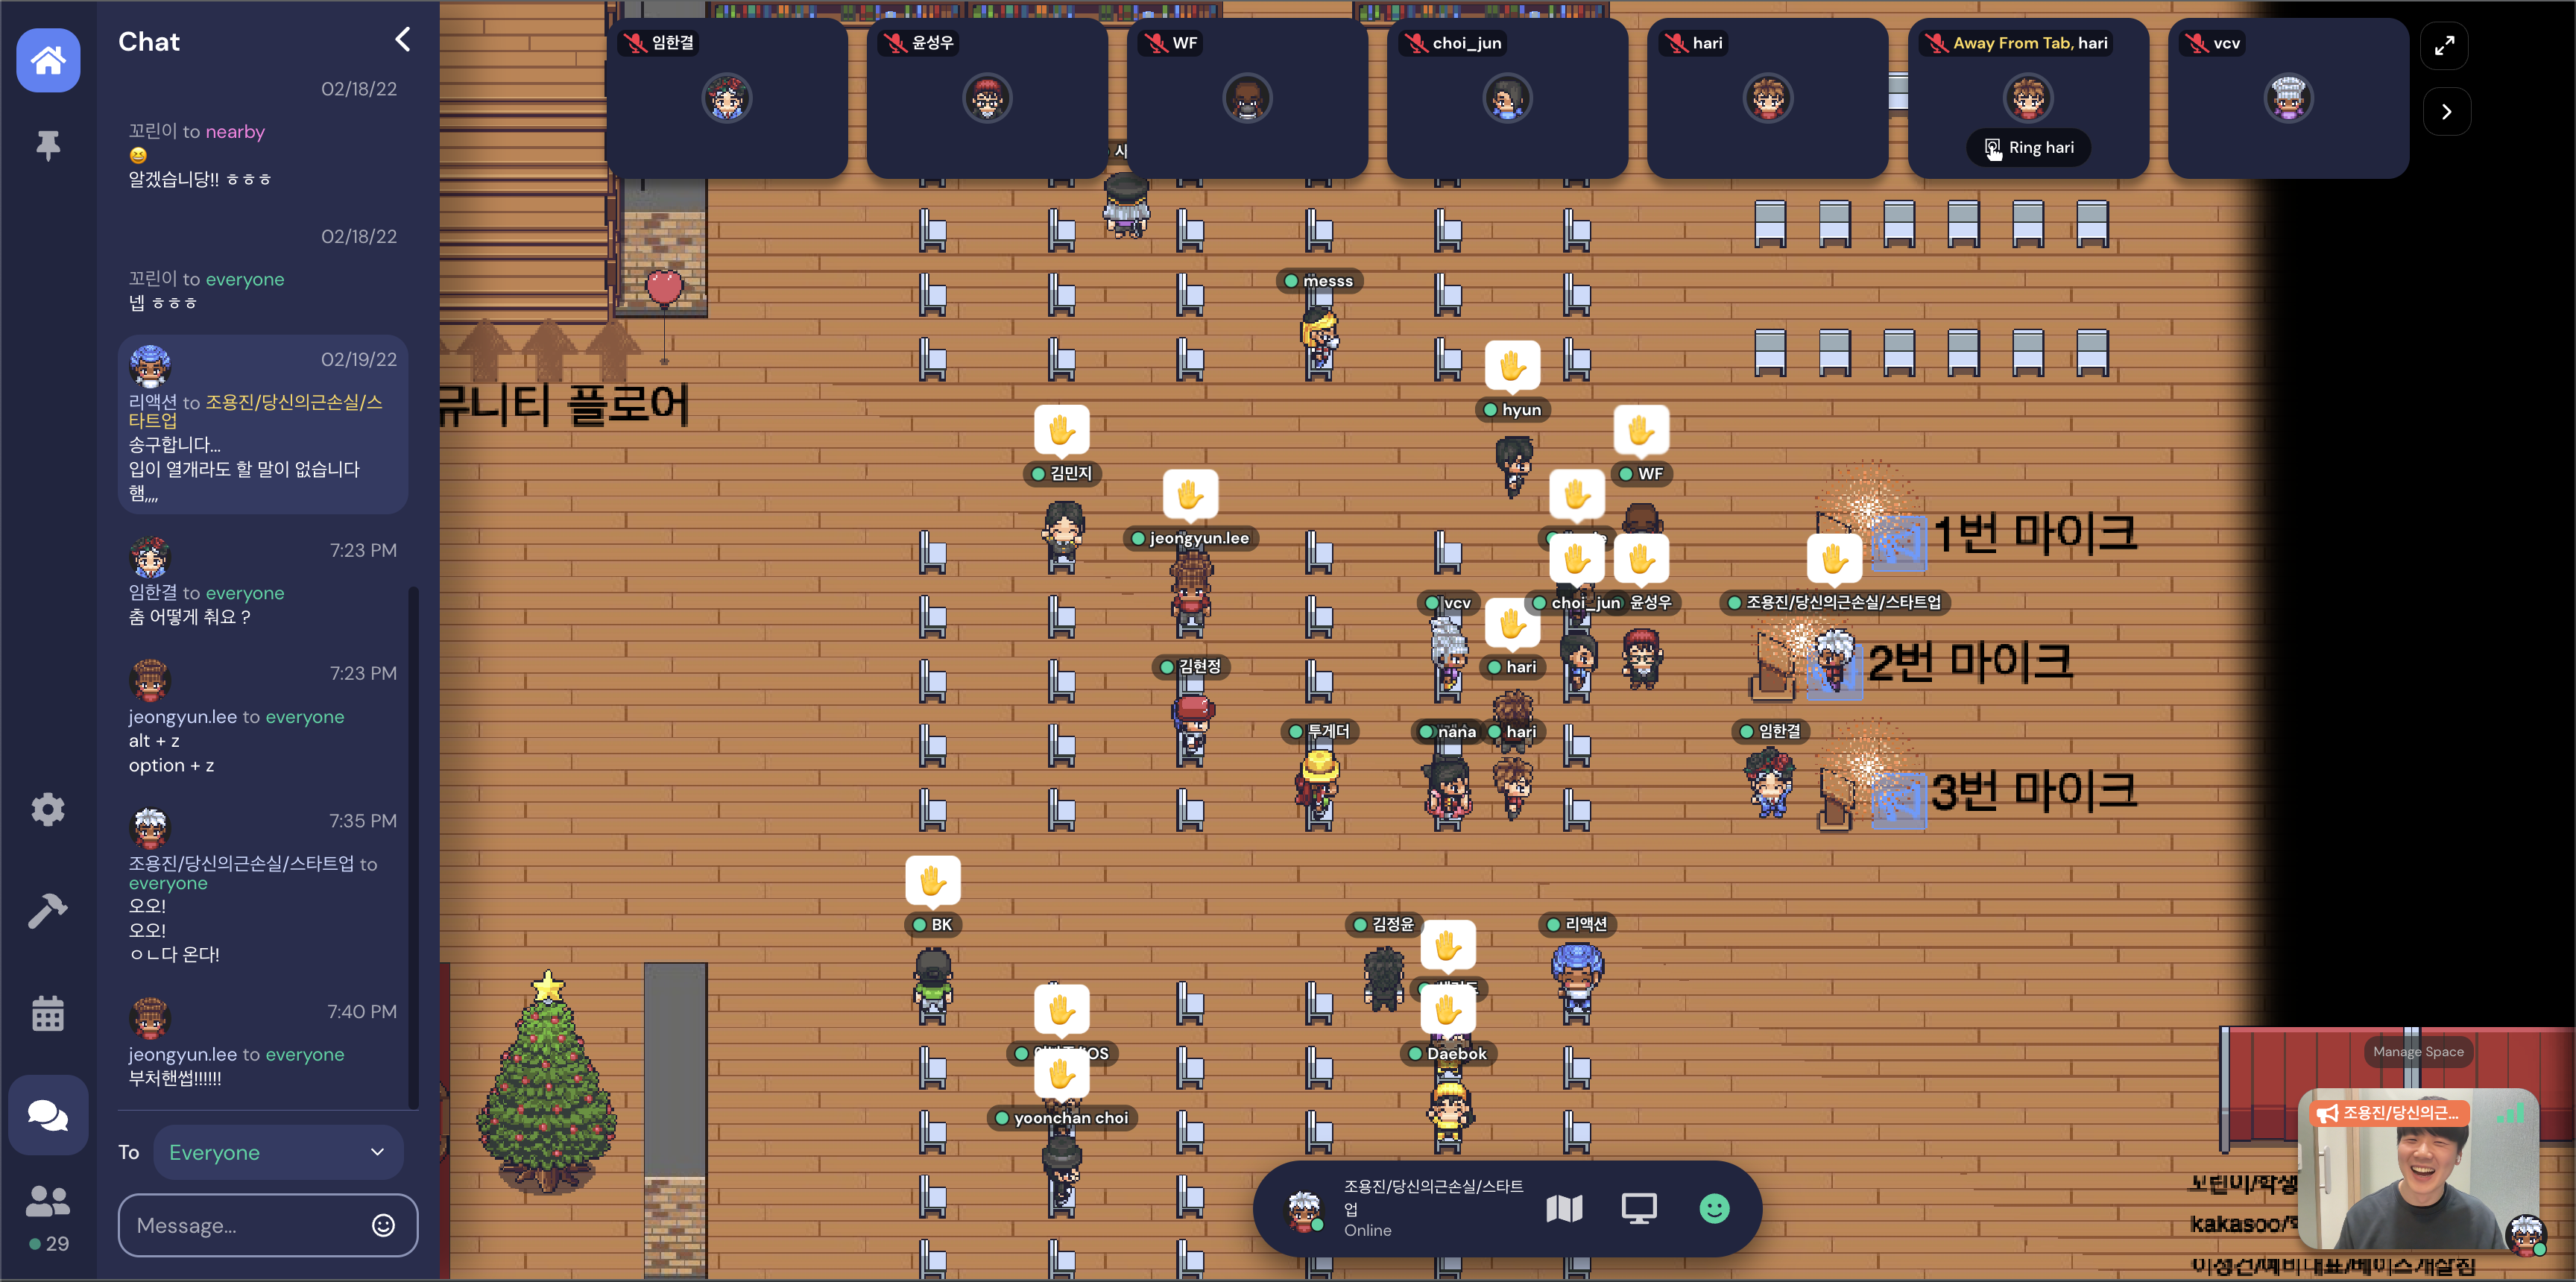 Chat
02/18/22
꼬린이 to nearby
알겠습니당!! ㅎㅎㅎ
02/18/22
꼬린이 to everyone
넵 ㅎㅎㅎ
02/19/22
리액션 to 조용진/당신의근손실/스
타트업
송구합니다...
입이 열개라도 할 말이 없습니다
햄,,,,
7:23 PM
임한결 to everyone
춤 어떻게 춰요 ?
7:23 PM
jeongyun.lee to everyone
alt + z
option + z
7:35 PM
조용진/당신의근손실/스타트업 to
everyone
오오!
오오!
ㅇㄴ다 온다!
7:40 PM
jeongyun.lee to everyone
부처핸썹!!!!!!
To Everyone
Message...
29
임한결
윤성우
WF
choi_jun
hari
Away From Tab, hari
Ring hari
vcv
사
messs
뮤니티 플로어
hyun
김민지
WF
jeongyun.lee
1번 마이크
vcv
choi_jun
윤성우
조용진/당신의근손실/스타트업
2번 마이크
김현정
hari
투게더
nana
hari
임한결
3번 마이크
BK
김정윤
리액션
OS
Daebok
yoonchan choi
Manage Space
조용진/당신의근...
조용진/당신의근손실/스타트
업
Online
꼬린이/학생
kakasoo/